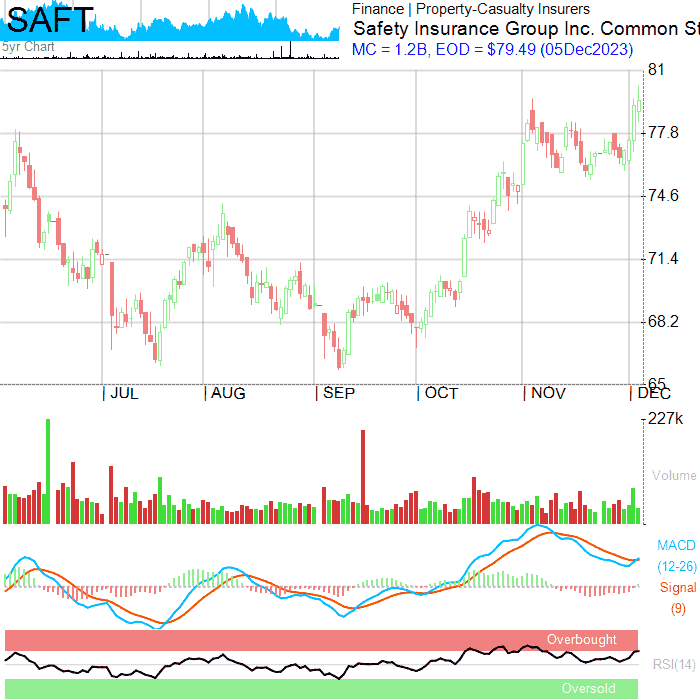 SAFT
5yr Chart
Finance | Property-Casualty Insurers
Safety Insurance Group Inc. Common St
MC = 1.2B, EOD = $79.49 (05Dec2023)
81
77.8
74.6
71.4
68.2
65
| JUL | AUG | SEP | OCT | NOV | DEC
227k
Volume
MACD
(12-26)
Signal
(9)
Overbought
RSI(14)
Oversold